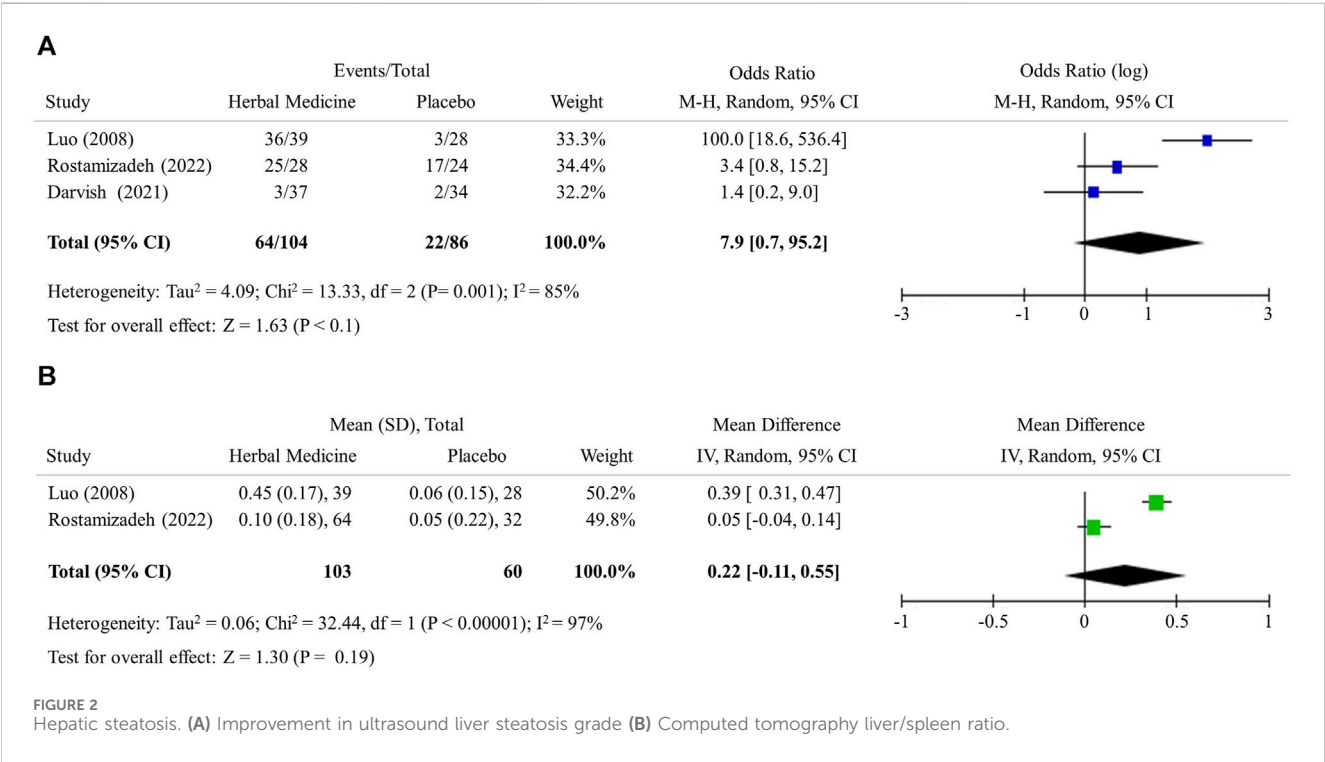 A
Events/Total Odds Ratio Odds Ratio (log)
Study Herbal Medicine Placebo Weight M-H, Random, 95% CI M-H, Random, 95% CI
Luo (2008) 36/39 3/28 33.3% 100.0 [18.6, 536.4]
Rostamizadeh (2022) 25/28 17/24 34.4% 3.4 [0.8, 15.2]
Darvish (2021) 3/37 2/34 32.2% 1.4 [0.2, 9.0]
Total (95% CI) 64/104 22/86 100.0% 7.9 [0.7, 95.2]
Heterogeneity: Tau² = 4.09; Chi² = 13.33, df = 2 (P= 0.001); I² = 85%
-3 -1 0 1 3
Test for overall effect: Z = 1.63 (P < 0.1)
B
Mean (SD), Total Mean Difference Mean Difference
Study Herbal Medicine Placebo Weight IV, Random, 95% CI IV, Random, 95% CI
Luo (2008) 0.45 (0.17), 39 0.06 (0.15), 28 50.2% 0.39 [ 0.31, 0.47]
Rostamizadeh (2022) 0.10 (0.18), 64 0.05 (0.22), 32 49.8% 0.05 [-0.04, 0.14]
Total (95% CI) 103 60 100.0% 0.22 [-0.11, 0.55]
Heterogeneity: Tau² = 0.06; Chi² = 32.44, df = 1 (P < 0.00001); I² = 97%
-1 -0.5 0 0.5 1
Test for overall effect: Z = 1.30 (P = 0.19)
FIGURE 2
Hepatic steatosis. (A) Improvement in ultrasound liver steatosis grade (B) Computed tomography liver/spleen ratio.